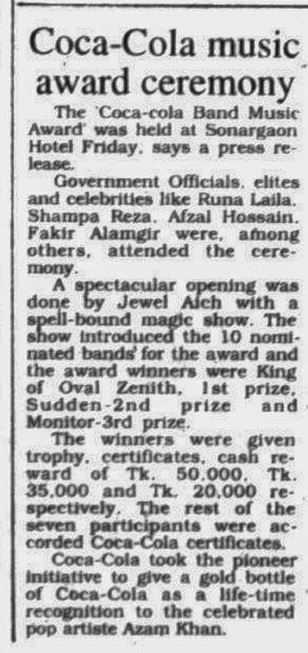 Coca-Cola music
award ceremony
The 'Coca-cola Band Music
Award' was held at Sonargaon
Hotel Friday, says a press re-
lease.
Government Officials, elites
and celebrities like Runa Laila,
Shampa Reza, Afzal Hossain,
Fakir Alamgir were, among
others, attended the cere-
mony.
A spectacular opening was
done by Jewel Aich with a
spell-bound magic show. The
show introduced the 10 nomi-
nated bands for the award and
the award winners were King
of Oval Zenith, 1st prize,
Sudden-2nd prize and
Monitor-3rd prize.
The winners were given
trophy, certificates, cash re-
ward of Tk. 50,000, Tk.
35,000 and Tk. 20,000 re-
spectively. The rest of the
seven participants were ac-
corded Coca-Cola certificates.
Coca-Cola took the pioneer
initiative to give a gold bottle
of Coca-Cola as a life-time
recognition to the celebrated
pop artiste Azam Khan.